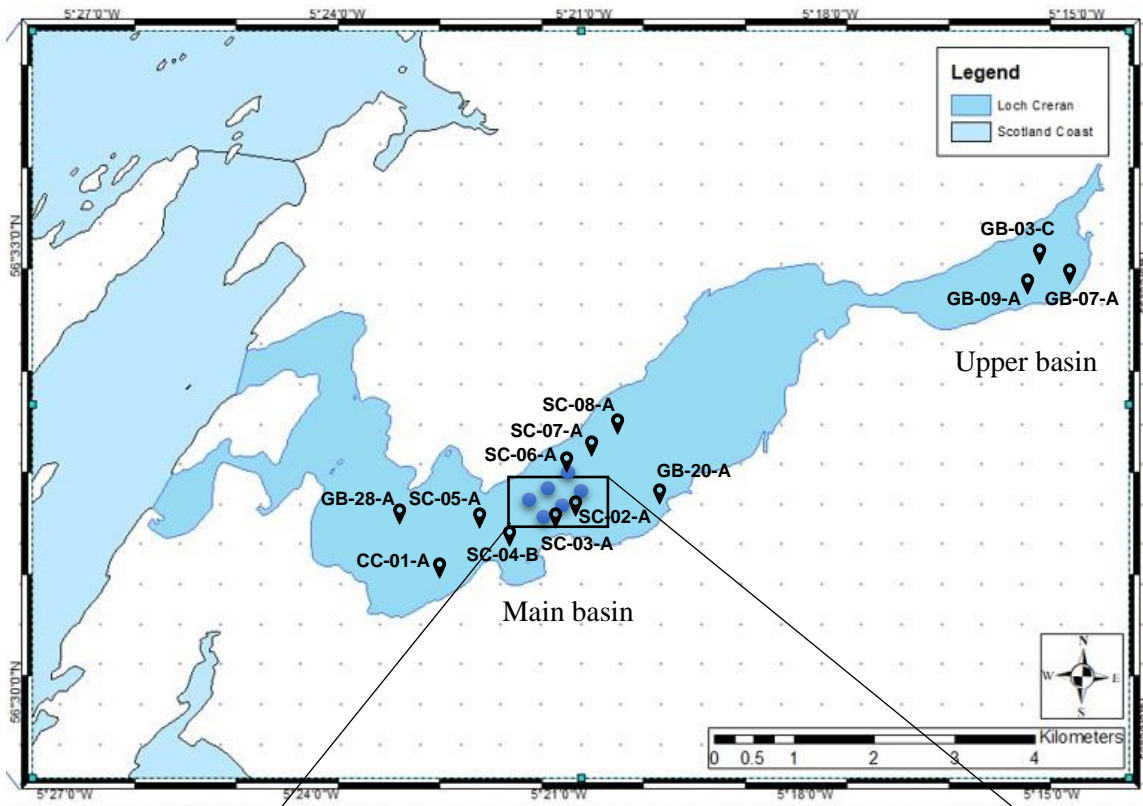 5°27'0"W 5°24'0"W 5°21'0"W 5°18'0"W 5°15'0"W
Legend
Loch Creran
Scotland Coast
56°33'0"N
GB-03-C
GB-09-A GB-07-A
Upper basin
SC-08-A
SC-07-A
SC-06-A
GB-20-A
GB-28-A SC-05-A
SC-02-A
SC-03-A
SC-04-B
CC-01-A
Main basin
N
W E
S
56°30'0"N
Kilometers
0 0.5 1 2 3 4
5°27'0"W 5°24'0"W 5°21'0"W 5°18'0"W 5°15'0"W